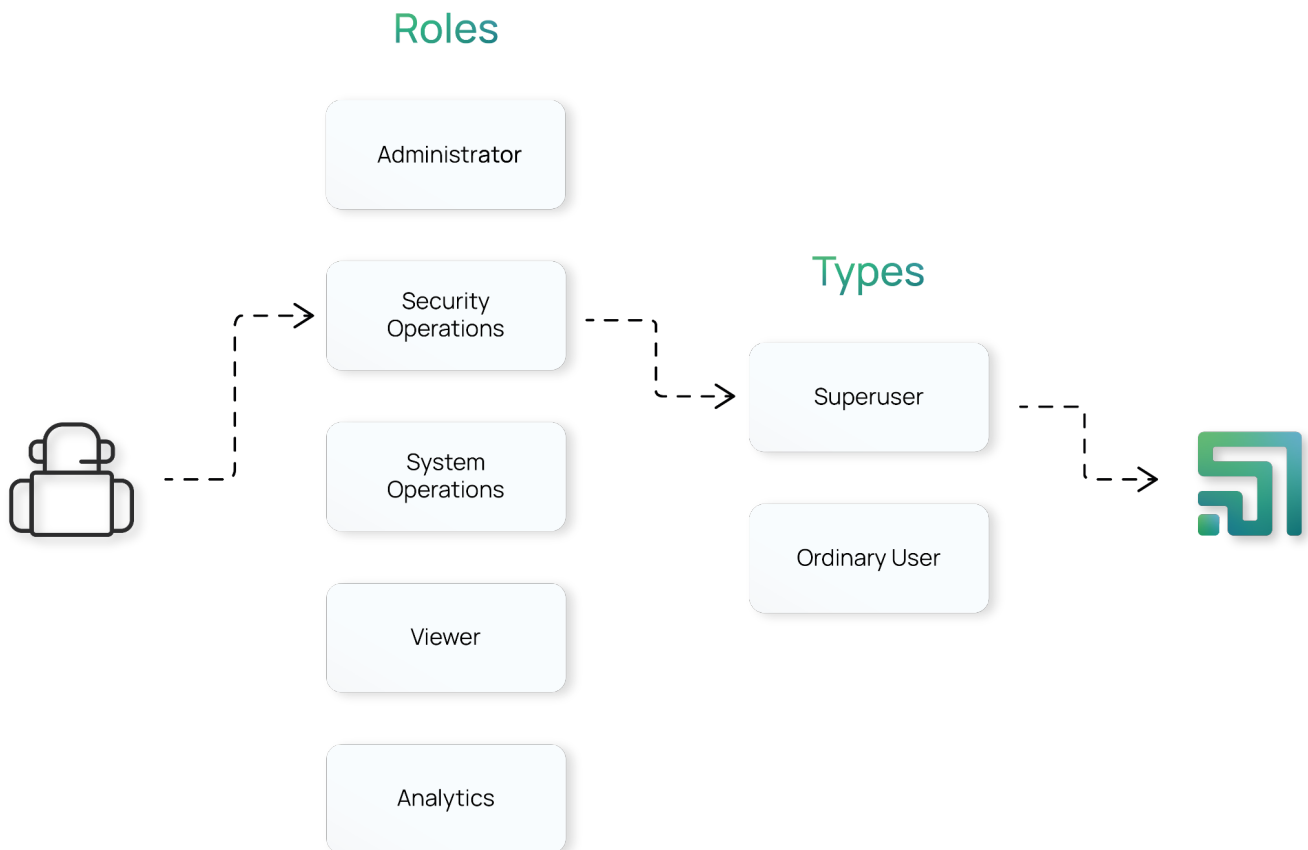 Roles
Administrator
Security
Operations
System
Operations
Viewer
Analytics
Types
Superuser
Ordinary User